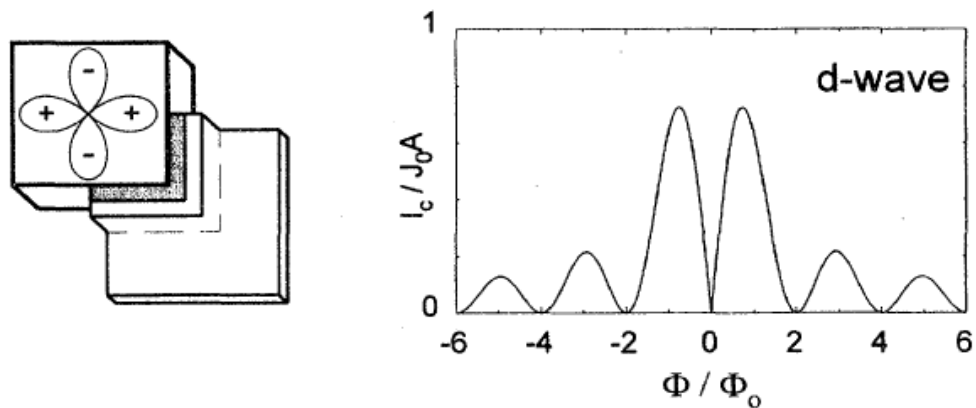 -
+ +
-
1
d-wave
I_c / J_0A
0
-6 -4 -2 0 2 4 6
Φ / Φ_o